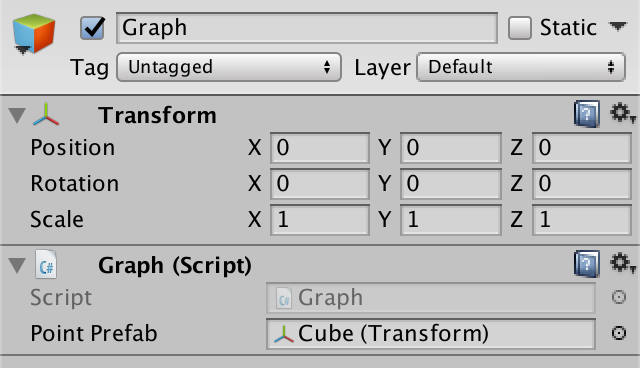 Graph Static
Tag Untagged Layer Default
Transform
Position X 0 Y 0 Z 0
Rotation X 0 Y 0 Z 0
Scale X 1 Y 1 Z 1
C# Graph (Script)
Script C# Graph
Point Prefab Cube (Transform)